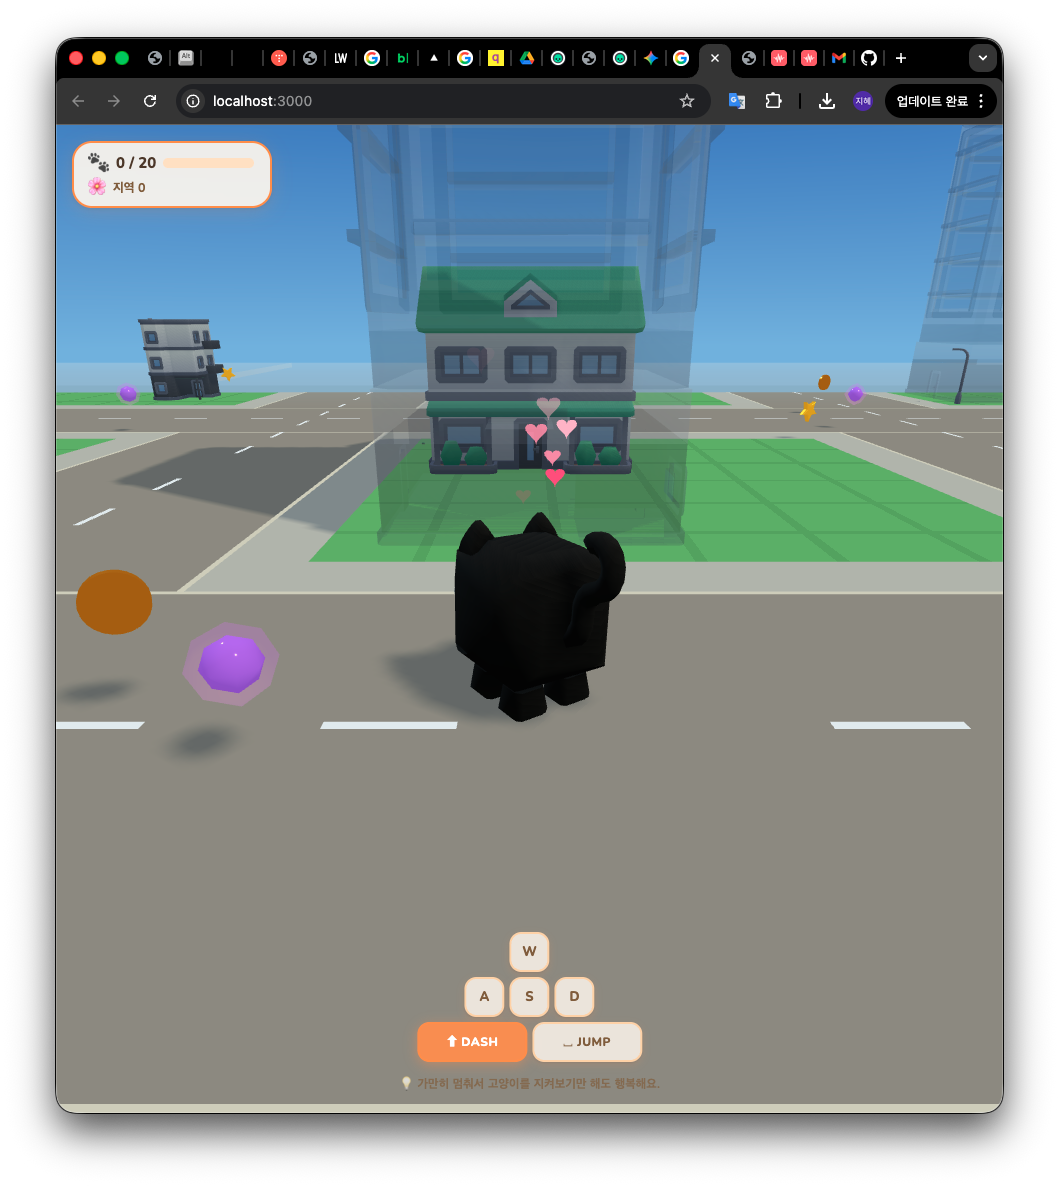 Alt
LW
G
b|
G
q
G
localhost:3000
G
지혜
업데이트 완료
0 / 20
지역 0
W
A S D
⬆ DASH
⎵ JUMP
가만히 멈춰서 고양이를 지켜보기만 해도 행복해요.